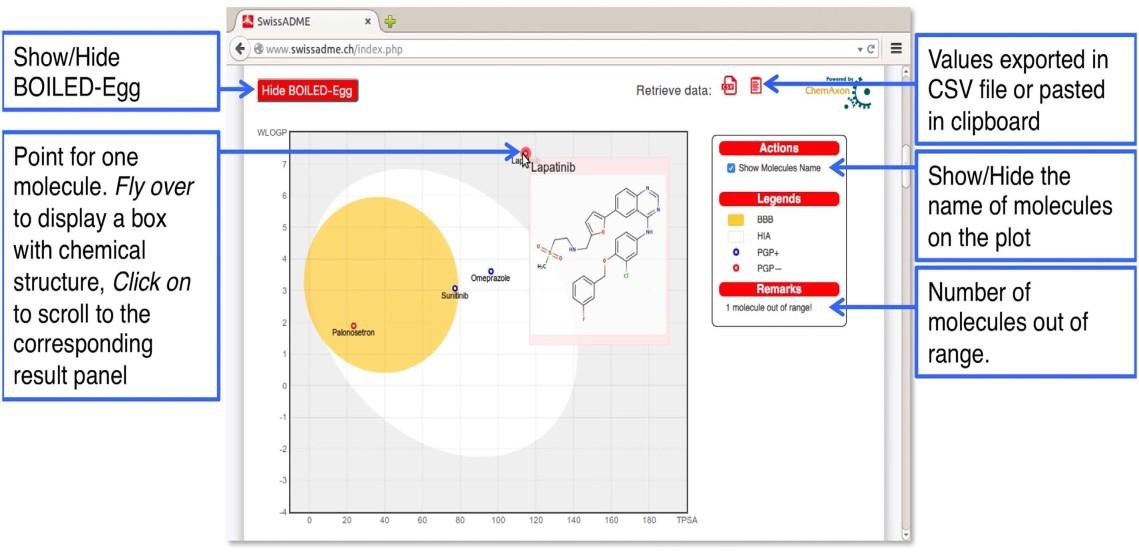 SwissADME
www.swissadme.ch/index.php
Show/Hide
BOILED-Egg
Hide BOILED-Egg
Retrieve data:
CSV
Powered by
ChemAxon
Values exported in
CSV file or pasted
in clipboard
Point for one
molecule. Fly over
to display a box
with chemical
structure, Click on
to scroll to the
corresponding
result panel
WLOGP
7
6
5
4
3
2
1
0
-1
-2
-3
-4
0 20 40 60 80 100 120 140 160 180 TPSA
Lapatinib
Omeprazole
Sunitinib
Palonosetron
N
N
NH
O
NH
O
S
O
H₃C
O
Cl
F
Actions
Show Molecules Name
Legends
BBB
HIA
PGP+
PGP−
Remarks
1 molecule out of range!
Show/Hide the
name of molecules
on the plot
Number of
molecules out of
range.